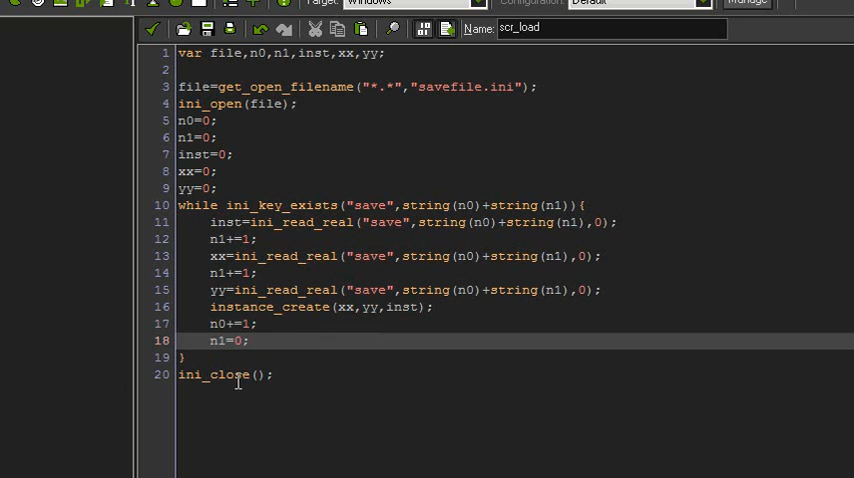 Target: Windows Configuration: Default Manage
Name: scr_load
1 var file,n0,n1,inst,xx,yy;
2
3 file=get_open_filename("*.*","savefile.ini");
4 ini_open(file);
5 n0=0;
6 n1=0;
7 inst=0;
8 xx=0;
9 yy=0;
10 while ini_key_exists("save",string(n0)+string(n1)){
11 inst=ini_read_real("save",string(n0)+string(n1),0);
12 n1+=1;
13 xx=ini_read_real("save",string(n0)+string(n1),0);
14 n1+=1;
15 yy=ini_read_real("save",string(n0)+string(n1),0);
16 instance_create(xx,yy,inst);
17 n0+=1;
18 n1=0;
19 }
20 ini_close();